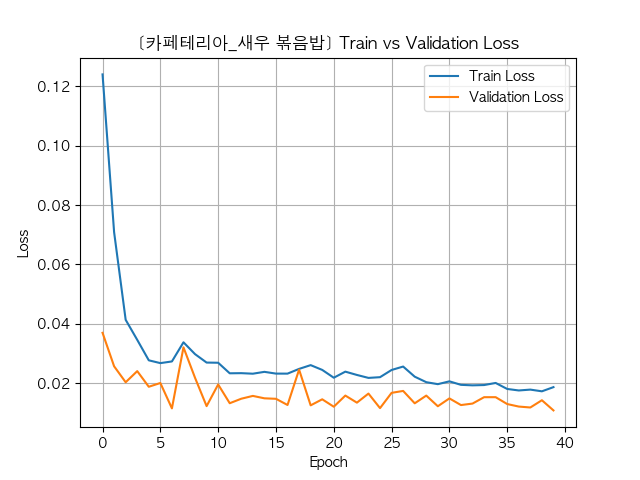 [카페테리아_새우 볶음밥] Train vs Validation Loss
Train Loss
Validation Loss
Loss
0.12
0.10
0.08
0.06
0.04
0.02
0 5 10 15 20 25 30 35 40
Epoch